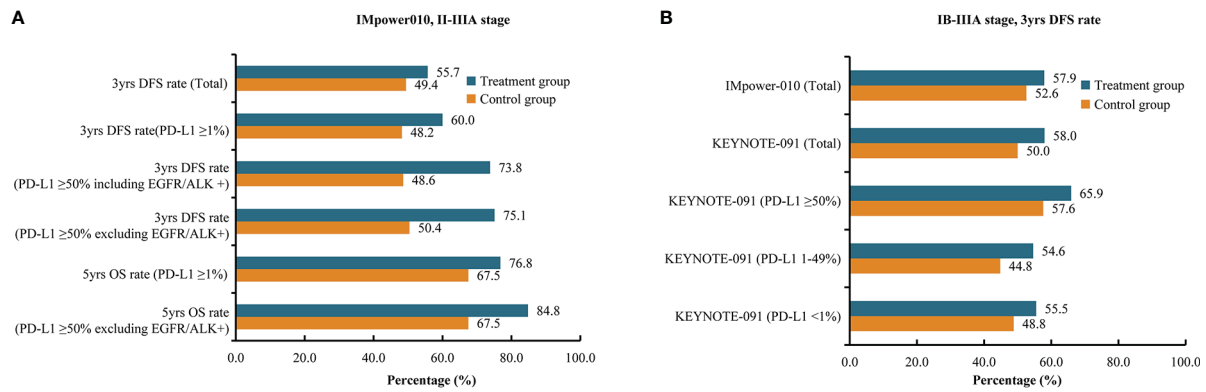 A
IMpower010, II-IIIA stage
3yrs DFS rate (Total)
55.7
49.4
Treatment group
Control group
3yrs DFS rate(PD-L1 ≥1%)
60.0
48.2
3yrs DFS rate
(PD-L1 ≥50% including EGFR/ALK +)
73.8
48.6
3yrs DFS rate
(PD-L1 ≥50% excluding EGFR/ALK+)
75.1
50.4
5yrs OS rate (PD-L1 ≥1%)
76.8
67.5
5yrs OS rate
(PD-L1 ≥50% excluding EGFR/ALK+)
84.8
67.5
0.0 20.0 40.0 60.0 80.0 100.0
Percentage (%)
B
IB-IIIA stage, 3yrs DFS rate
IMpower-010 (Total)
57.9
52.6
Treatment group
Control group
KEYNOTE-091 (Total)
58.0
50.0
KEYNOTE-091 (PD-L1 ≥50%)
65.9
57.6
KEYNOTE-091 (PD-L1 1-49%)
54.6
44.8
KEYNOTE-091 (PD-L1 <1%)
55.5
48.8
0.0 20.0 40.0 60.0 80.0 100.0
Percentage (%)